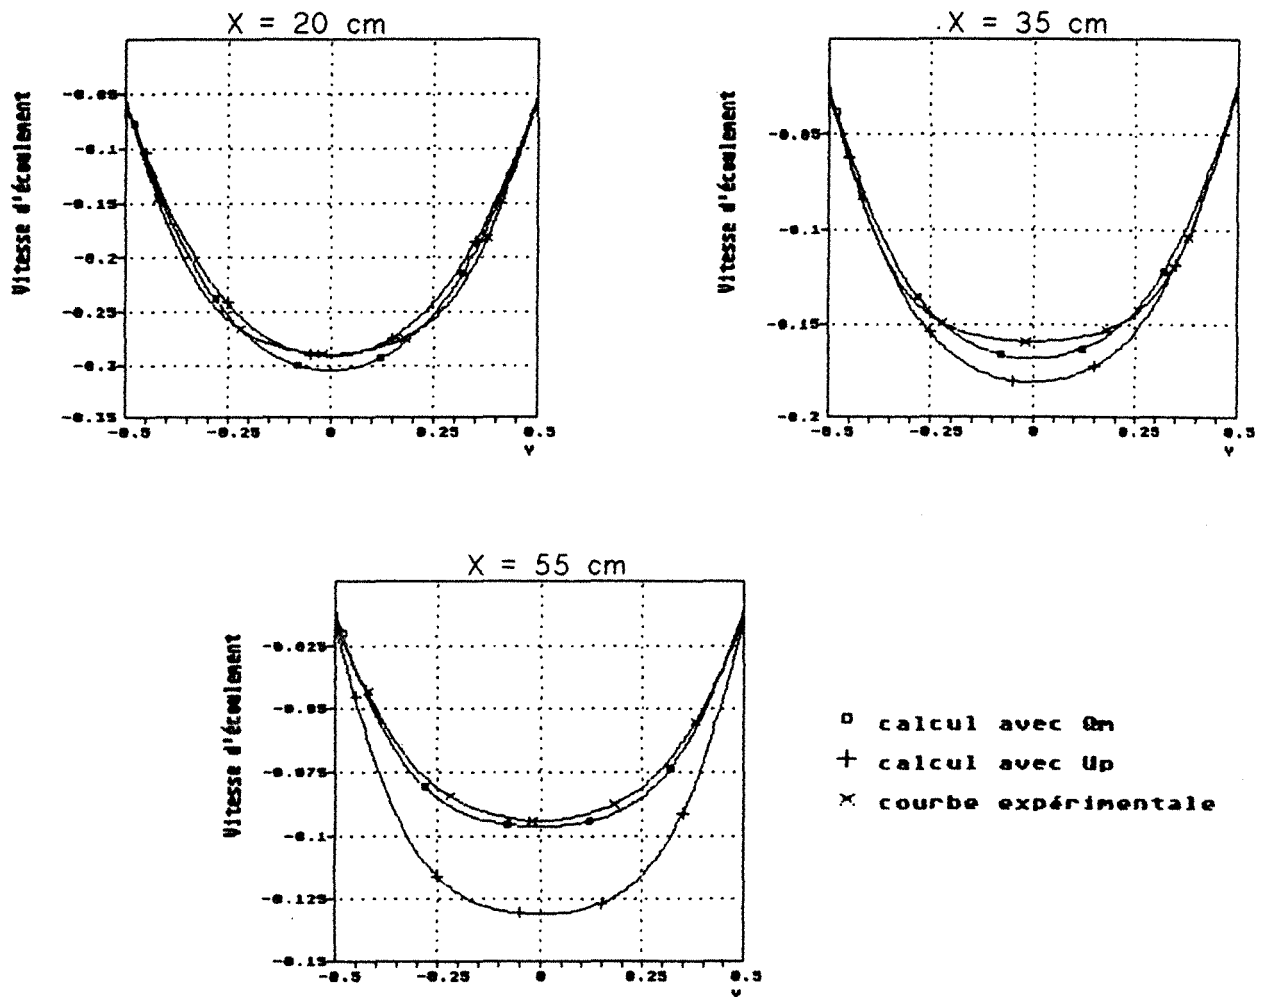 X = 20 cm
Vitesse d'écoulement
-0.05
-0.1
-0.15
-0.2
-0.25
-0.3
-0.35
-0.5 -0.25 0 0.25 0.5
Y
X = 35 cm
Vitesse d'écoulement
-0.05
-0.1
-0.15
-0.2
-0.5 -0.25 0 0.25 0.5
Y
X = 55 cm
Vitesse d'écoulement
-0.025
-0.05
-0.075
-0.1
-0.125
-0.15
-0.5 -0.25 0 0.25 0.5
Y
calcul avec Qm
calcul avec Up
courbe expérimentale